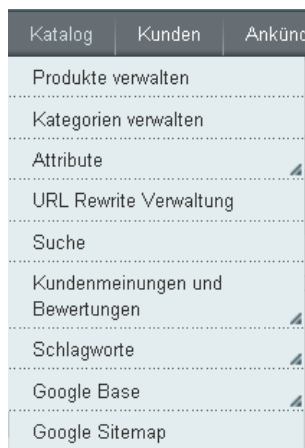 Katalog Kunden
Produkte verwalten
Kategorien verwalten
Attribute
URL Rewrite Verwaltung
Suche
Kundenmeinungen und
Bewertungen
Schlagworte
Google Base
Google Sitemap